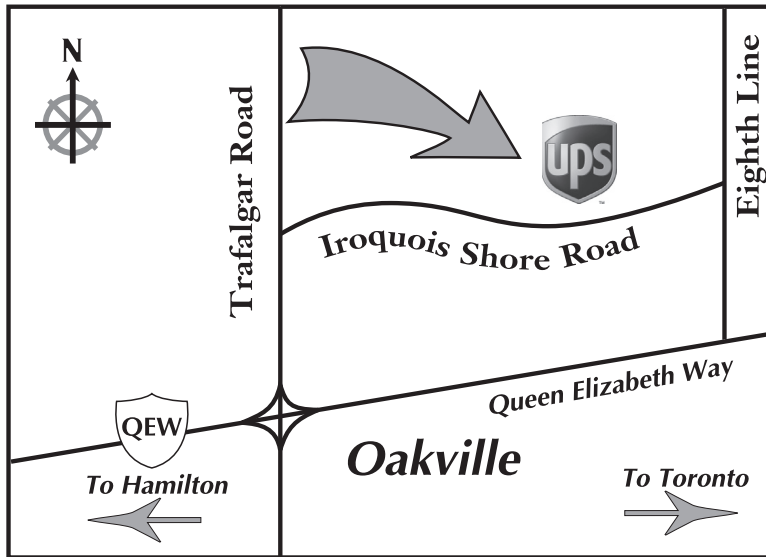 N
Trafalgar Road
Eighth Line
ups
Iroquois Shore Road
Queen Elizabeth Way
QEW
Oakville
To Hamilton
To Toronto